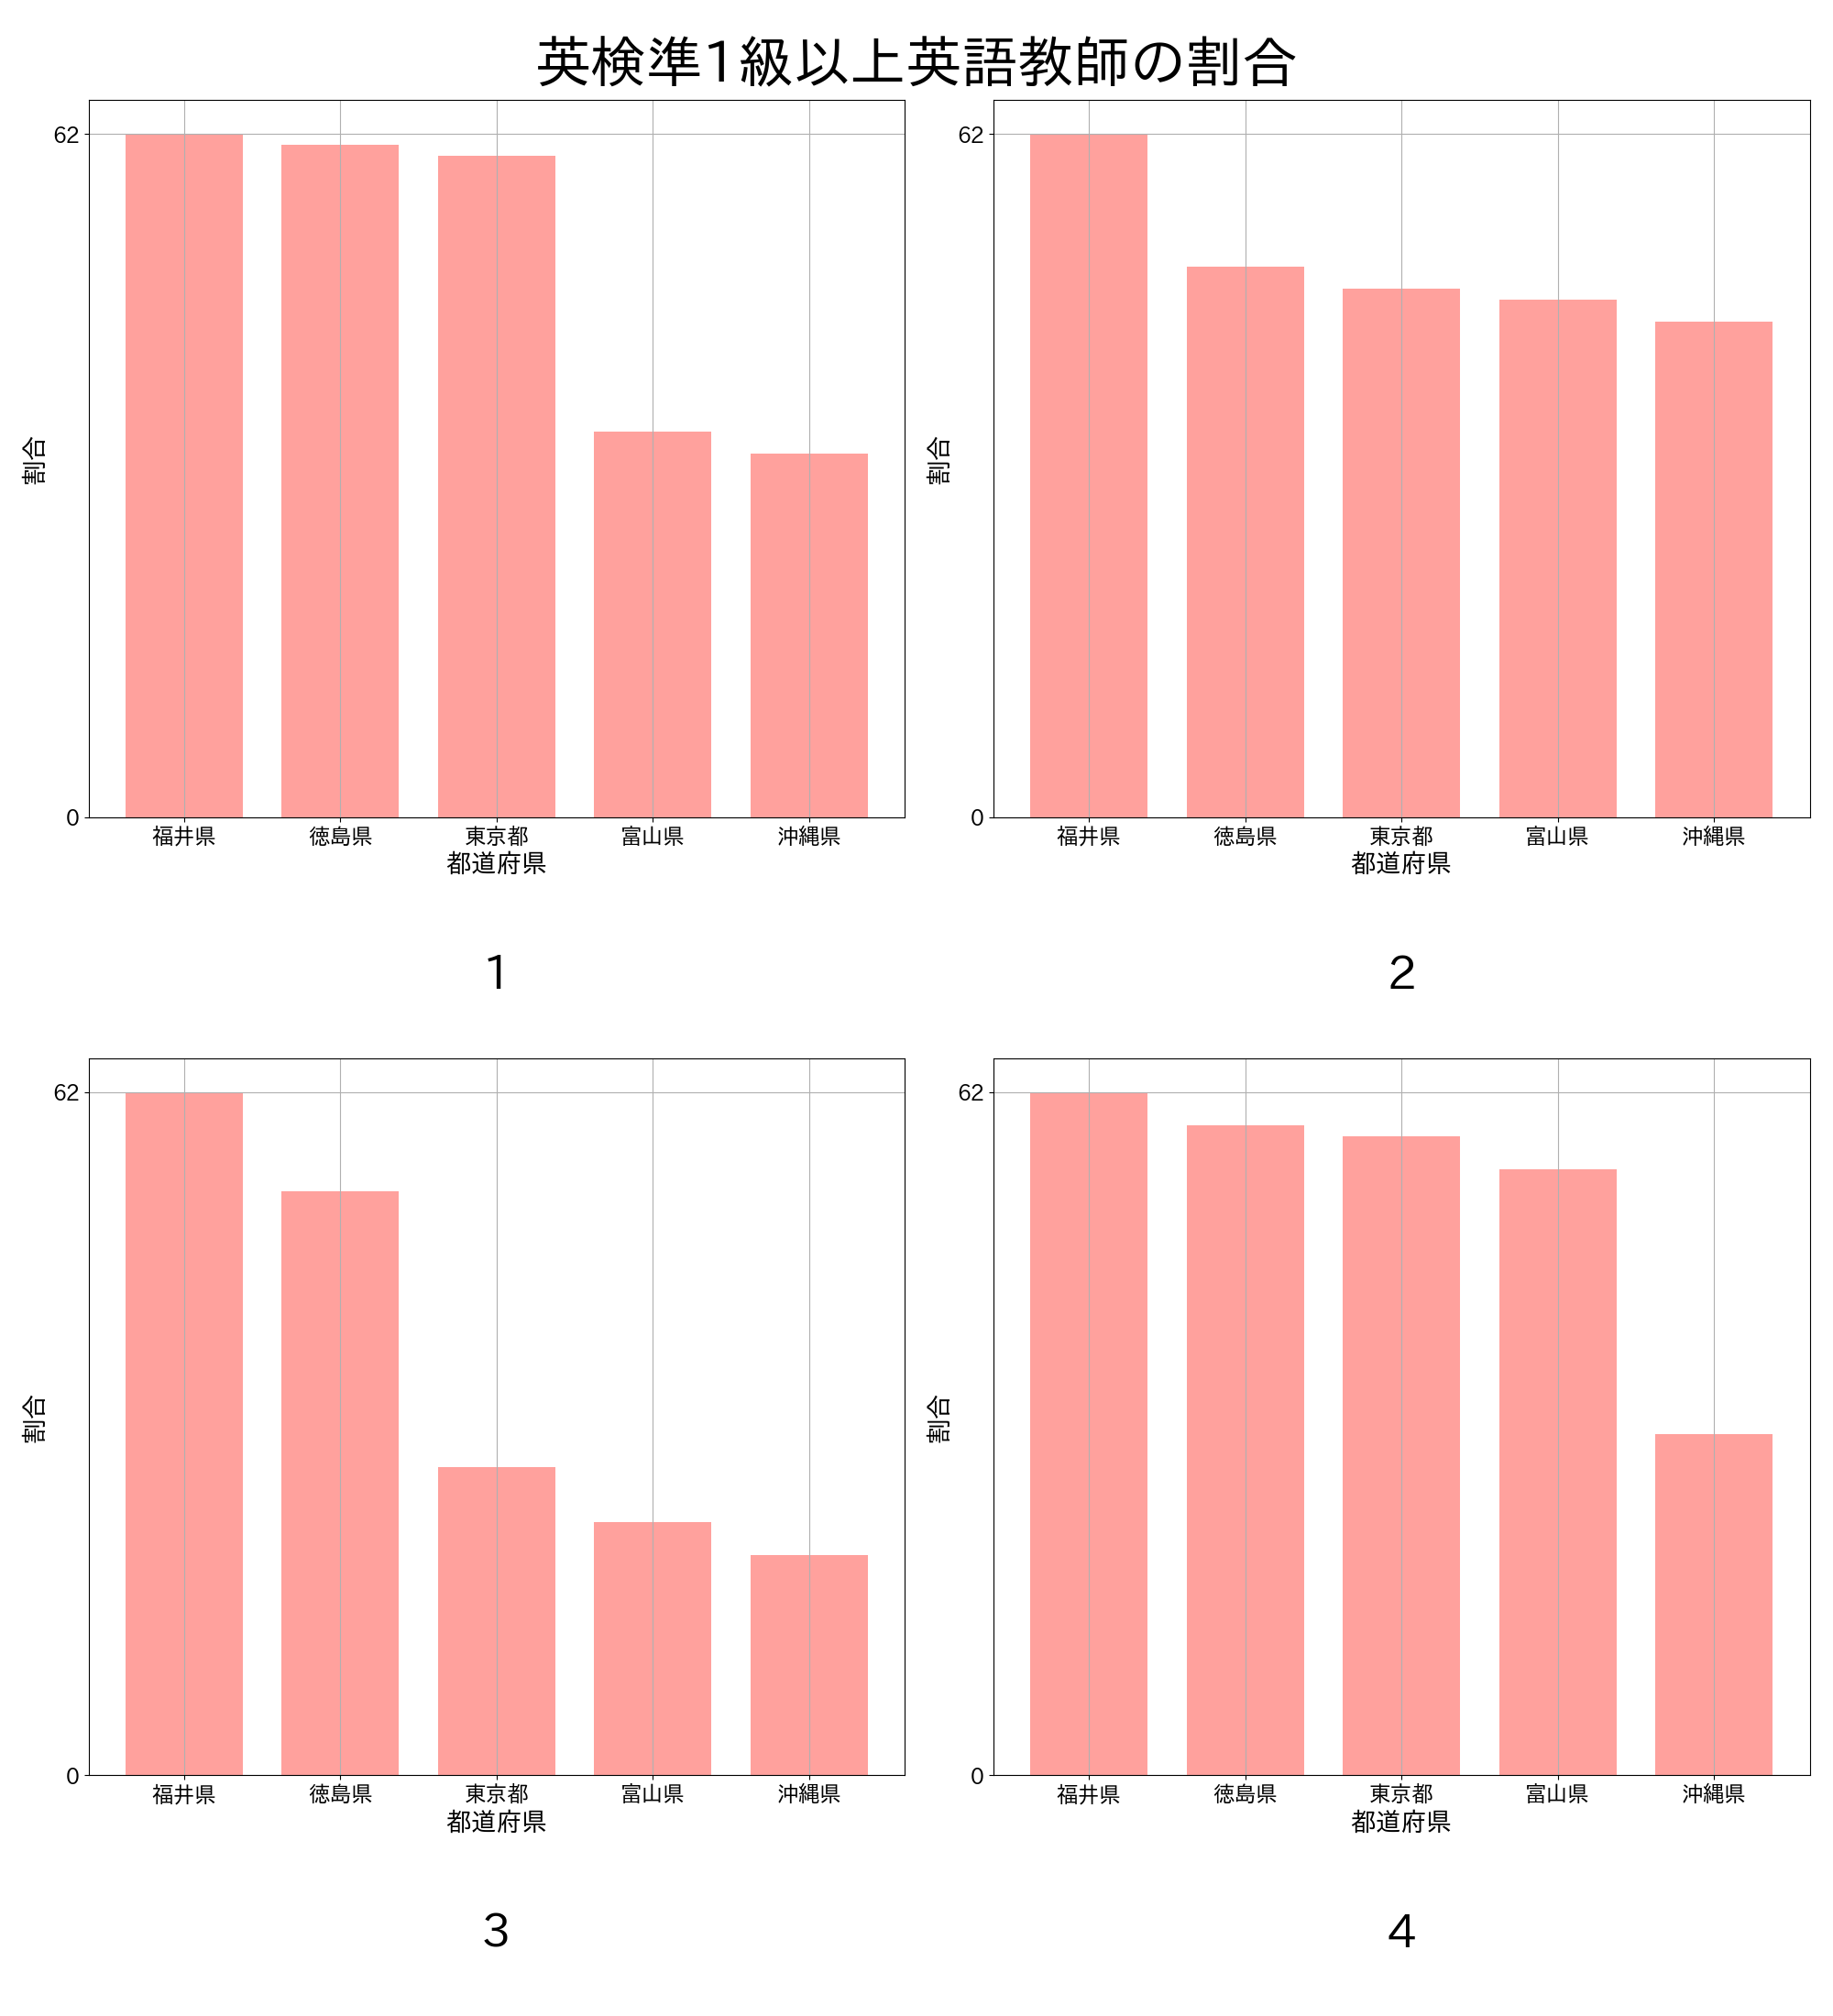 英検準1級以上英語教師の割合
62
0
割合
福井県 徳島県 東京都 富山県 沖縄県
都道府県
1
62
0
割合
福井県 徳島県 東京都 富山県 沖縄県
都道府県
2
62
0
割合
福井県 徳島県 東京都 富山県 沖縄県
都道府県
3
62
0
割合
福井県 徳島県 東京都 富山県 沖縄県
都道府県
4